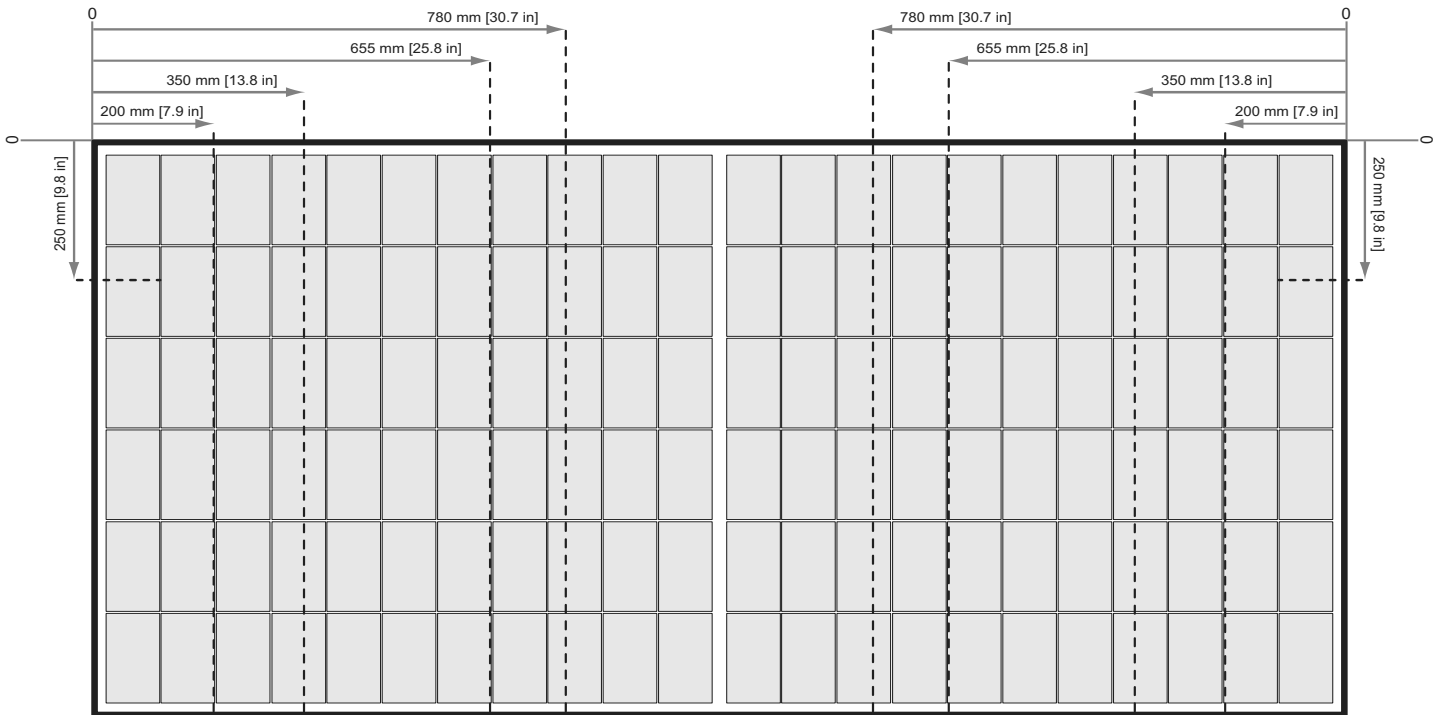 0
0
780 mm [30.7 in]
780 mm [30.7 in]
655 mm [25.8 in]
655 mm [25.8 in]
350 mm [13.8 in]
350 mm [13.8 in]
200 mm [7.9 in]
200 mm [7.9 in]
0
0
250 mm [9.8 in]
250 mm [9.8 in]